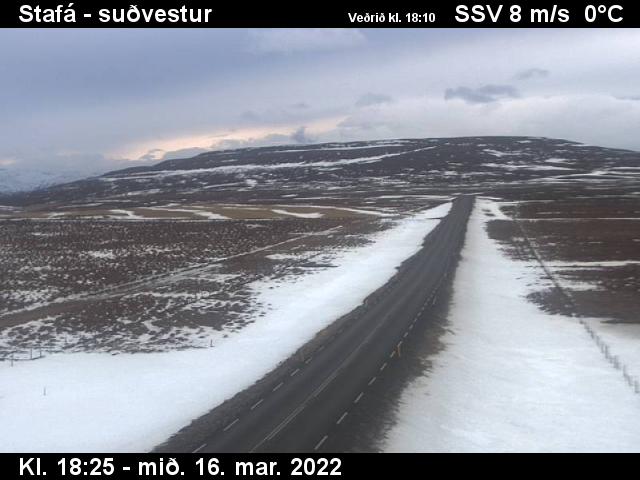 Stafá - suðvestur Veðrið kl. 18:10 SSV 8 m/s 0°C
Kl. 18:25 - mið. 16. mar. 2022